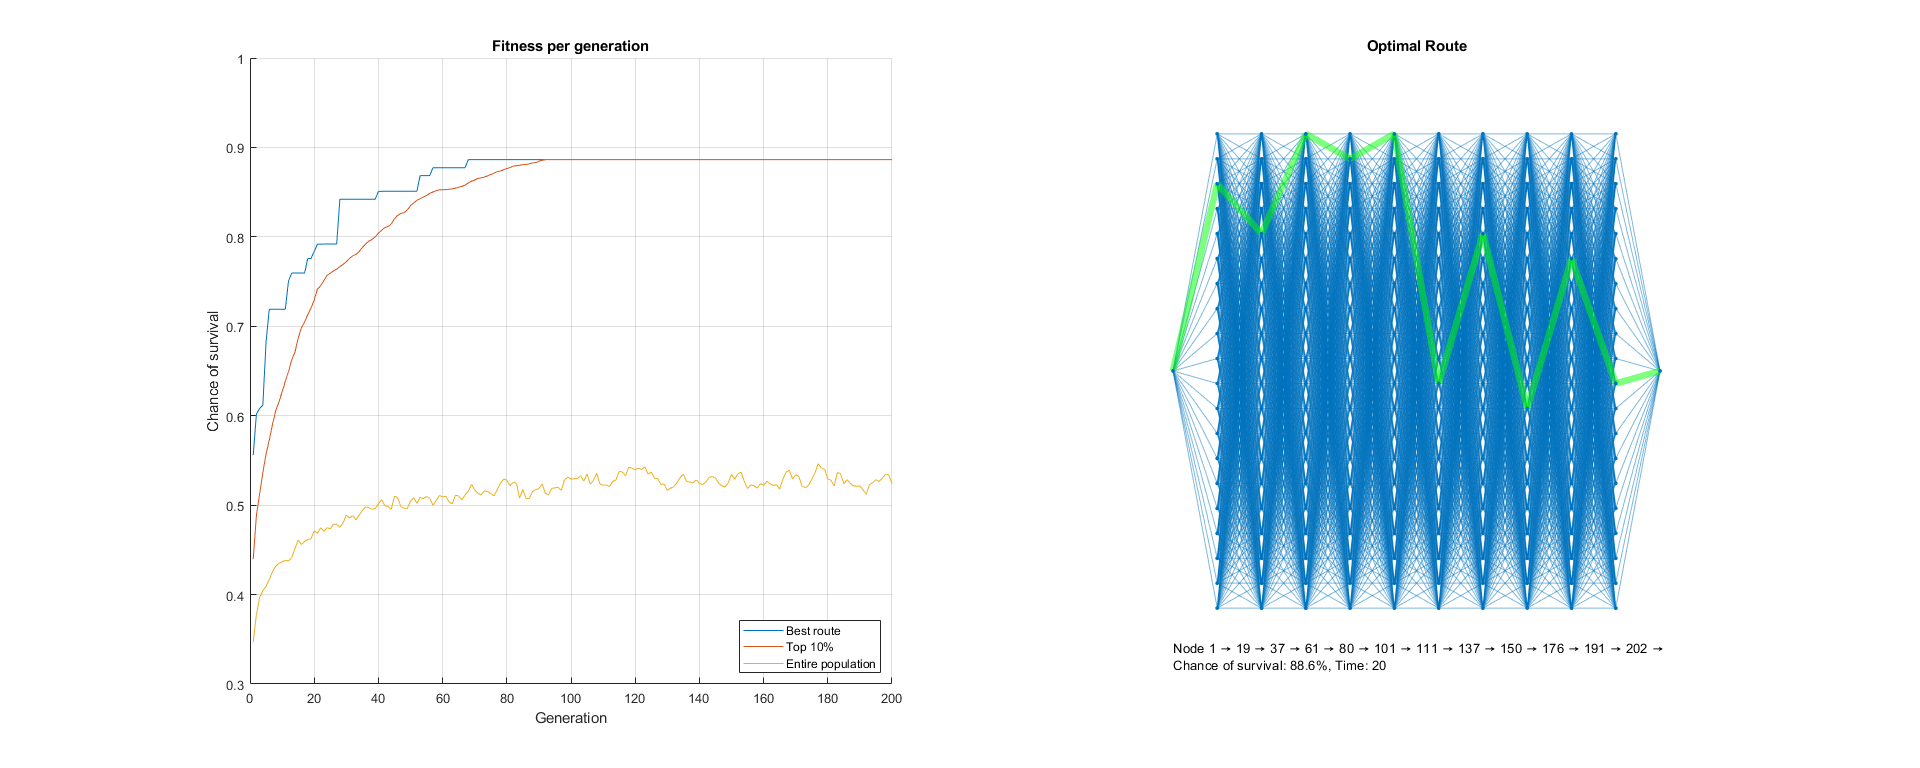 Fitness per generation
1
0.9
0.8
0.7
0.6
0.5
0.4
0.3
Chance of survival
0 20 40 60 80 100 120 140 160 180 200
Generation
Best route
Top 10%
Entire population
Optimal Route
Node 1 → 19 → 37 → 61 → 80 → 101 → 111 → 137 → 150 → 176 → 191 → 202 →
Chance of survival: 88.6%, Time: 20